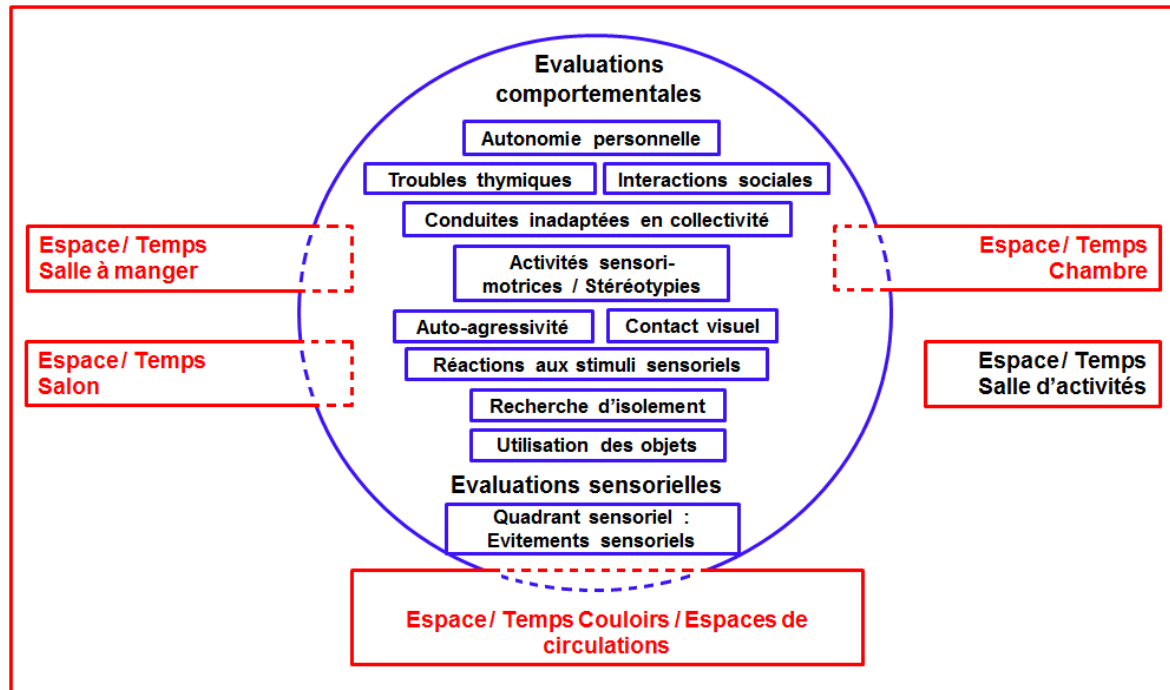 Evaluations
comportementales
Autonomie personnelle
Troubles thymiques
Interactions sociales
Conduites inadaptées en collectivité
Espace / Temps
Salle à manger
Espace / Temps
Chambre
Activités sensori-
motrices / Stéréotypies
Auto-agressivité
Contact visuel
Réactions aux stimuli sensoriels
Espace / Temps
Salon
Espace / Temps
Salle d'activités
Recherche d'isolement
Utilisation des objets
Evaluations sensorielles
Quadrant sensoriel :
Evitements sensoriels
Espace / Temps Couloirs / Espaces de
circulations